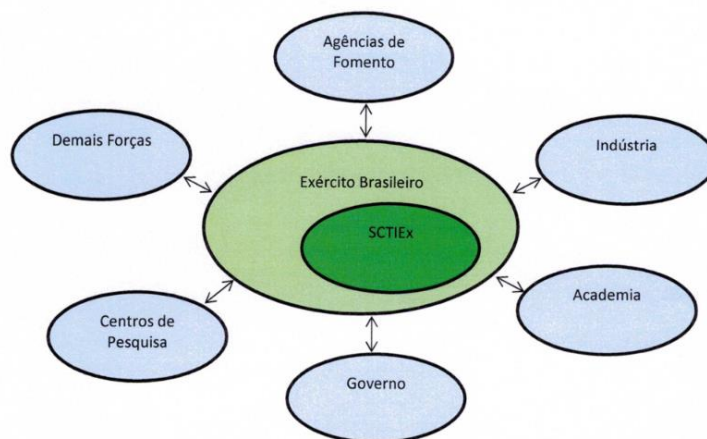 Agências de
Fomento
Demais Forças
Indústria
Exército Brasileiro
SCTIEx
Centros de
Pesquisa
Academia
Governo